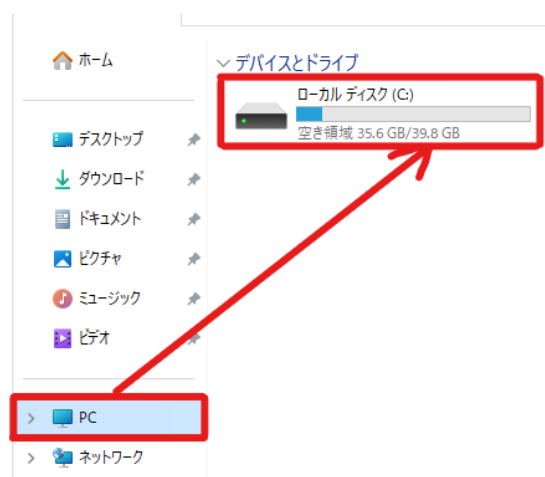 ホーム
デスクトップ
ダウンロード
ドキュメント
ピクチャ
ミュージック
ビデオ
PC
ネットワーク
デバイスとドライブ
ローカル ディスク (C:)
空き領域 35.6 GB/39.8 GB